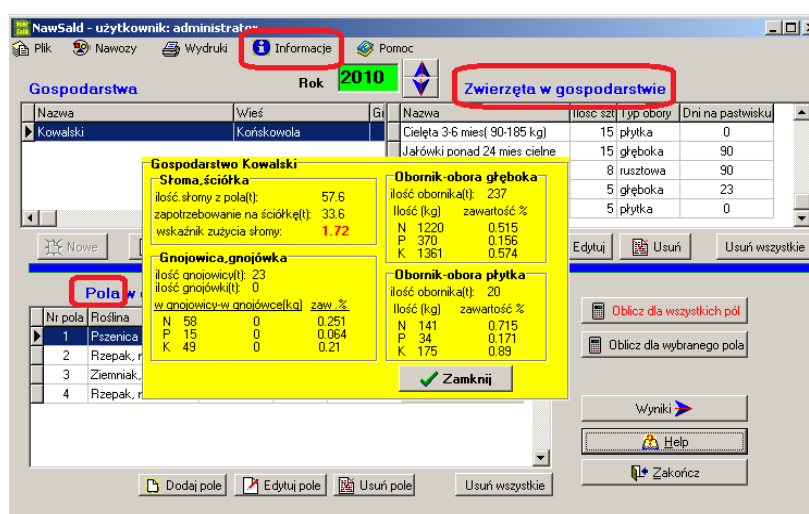 NawSald - użytkownik: administrator
Plik Nawozy Wydruki Informacje Pomoc
Gospodarstwa Rok 2010 Zwierzęta w gospodarstwie
Nazwa Wieś Nazwa Ilosc szt Typ obory Dni na pastwisku
Kowalski Końskowola Cielęta 3-6 mies( 90-185 kg) 15 płytka 0
Jałówki ponad 24 mies cielne 15 głęboka 90
8 rusztowa 90
5 głęboka 23
5 płytka 0
Gospodarstwo Kowalski
Słoma,ściółka
ilość.słomy z pola(t): 57.6
zapotrzebowanie na ściółkę(t): 33.6
wskaźnik zużycia słomy: 1.72
Gnojowica,gnojówka
ilość gnojowicy(t): 23
ilość gnojówki(t): 0
w gnojowicy-w gnojówce(kg) zaw .%
N 58 0 0.251
P 15 0 0.064
K 49 0 0.21
Obornik-obora głęboka
ilość obornika(t): 237
Ilość (kg) zawartość %
N 1220 0.515
P 370 0.156
K 1361 0.574
Obornik-obora płytka
ilość obornika(t): 20
Ilość (kg) zawartość %
N 141 0.715
P 34 0.171
K 175 0.89
Zamknij
Nowe Edytuj Usuń Usuń wszystkie
Pola
Nr pola Roślina
1 Pszenica
2 Rzepak,
3 Ziemniak,
4 Rzepak,
Oblicz dla wszystkich pól
Oblicz dla wybranego pola
Wyniki
Help
Zakończ
Dodaj pole Edytuj pole Usuń pole Usuń wszystkie